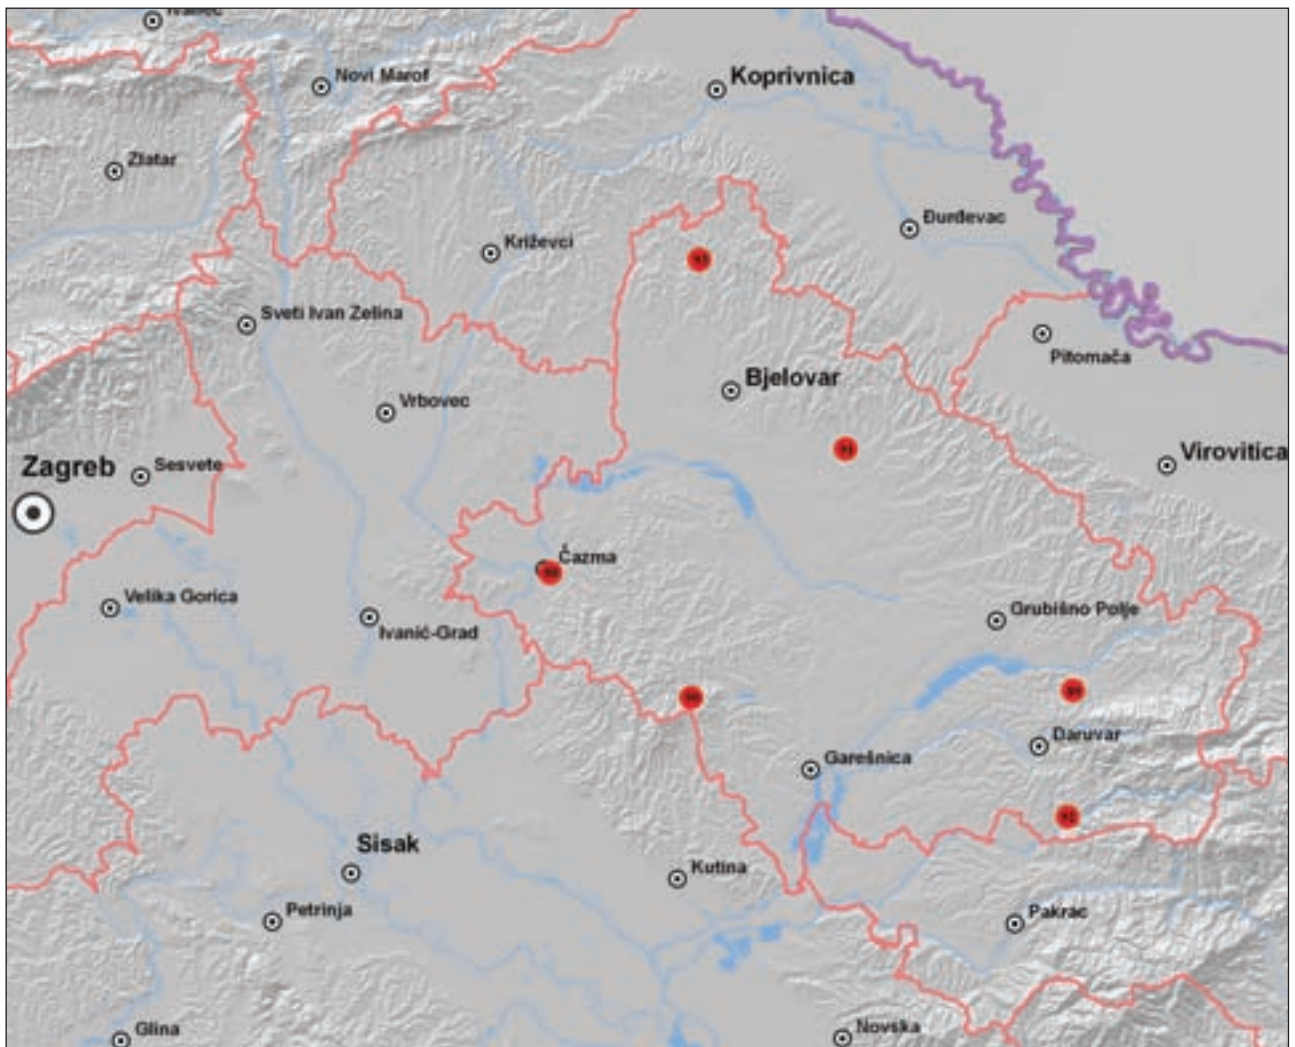 Ivanec
Novi Marof
Koprivnica
Zlatar
Đurđevac
Križevci
Sveti Ivan Zelina
Pitomača
Bjelovar
Vrbovec
Virovitica
Zagreb
Sesvete
Čazma
Velika Gorica
Grubišno Polje
Ivanić-Grad
Daruvar
Garešnica
Sisak
Kutina
Petrinja
Pakrac
Glina
Novska